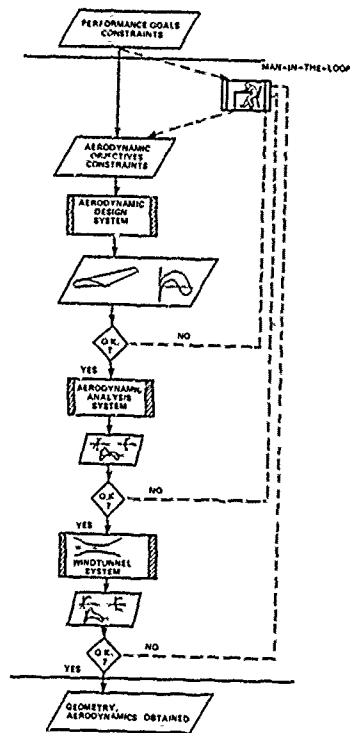 PERFORMANCE GOALS
CONSTRAINTS
MAN-IN-THE-LOOP
AERODYNAMIC
OBJECTIVES
CONSTRAINTS
AERODYNAMIC
DESIGN
SYSTEM
O.K.
?
NO
YES
AERODYNAMIC
ANALYSIS
SYSTEM
O.K.
?
NO
YES
WINDTUNNEL
SYSTEM
O.K.
?
NO
YES
GEOMETRY,
AERODYNAMICS OBTAINED